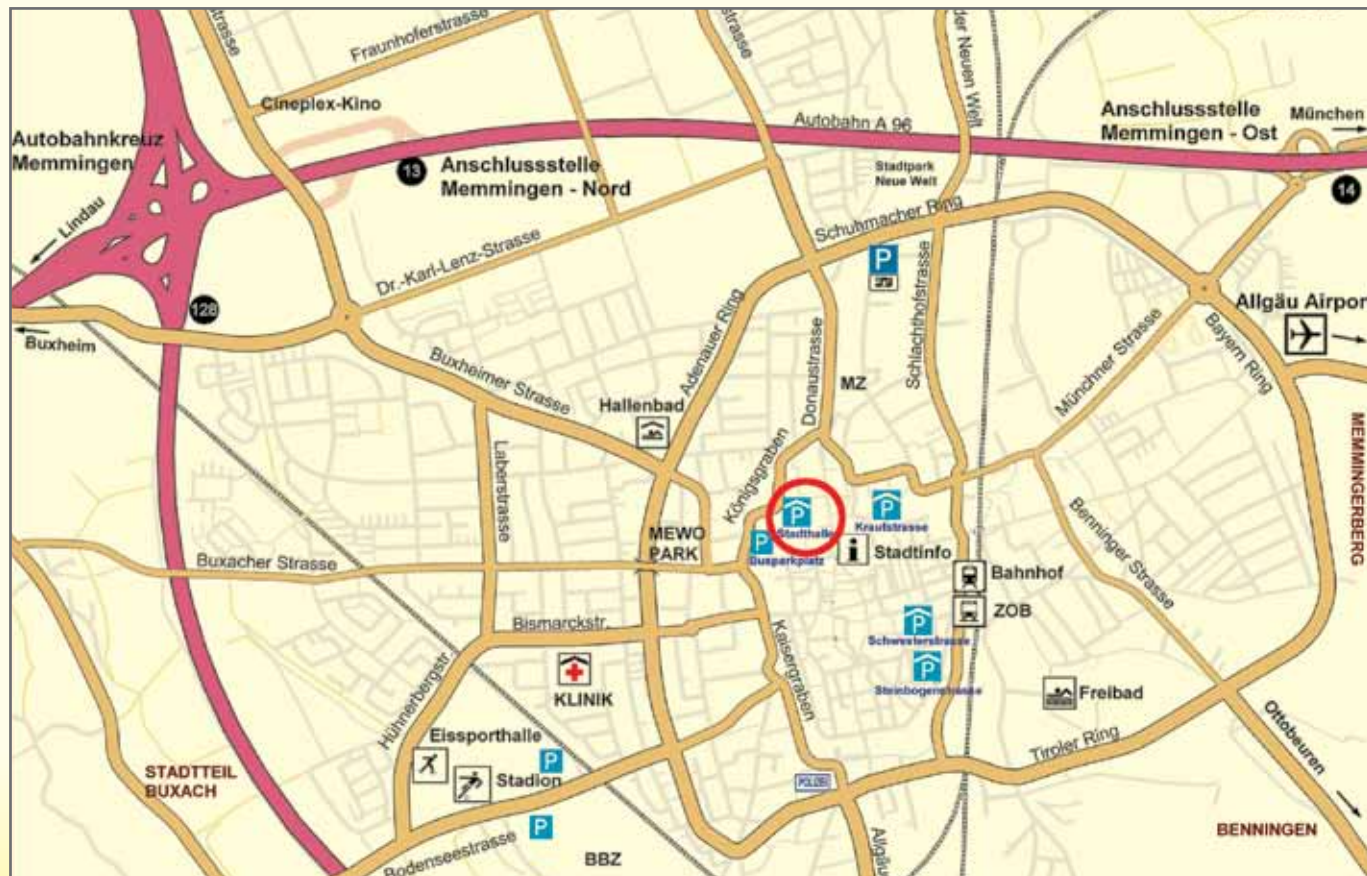 strasse
Fraunhoferstrasse
strasse
der Neuen Welt
Cineplex-Kino
Autobahnkreuz
Memmingen
13
Anschlussstelle
Memmingen - Nord
Autobahn A 96
Anschlussstelle
Memmingen - Ost
München
14
Stadtpark
Neue Welt
Lindau
128
Buxheim
Dr.-Karl-Lenz-Strasse
Schuhmacher Ring
P
Allgäu Airport
Adenauer Ring
Buxheimer Strasse
Donaustrasse
MZ
Schlachthofstrasse
Münchner Strasse
Bayern Ring
Hallenbad
Laberstrasse
Königsgraben
MEMMINGERBERG
P
Stadthalle
P
Krautstrasse
MEWO
PARK
P
Busparkplatz
i
Stadtinfo
Benninger Strasse
Buxacher Strasse
Bahnhof
ZOB
Bismarckstr.
Kaisergraben
P
Schwesterstrasse
P
Steinbogenstrasse
KLINIK
Freibad
Hühnerbergstr.
Eissporthalle
P
Stadion
Tiroler Ring
Ottobeuren
STADTTEIL
BUXACH
POLIZEI
P
Bodenseestrasse
BBZ
Allgäu
BENNINGEN